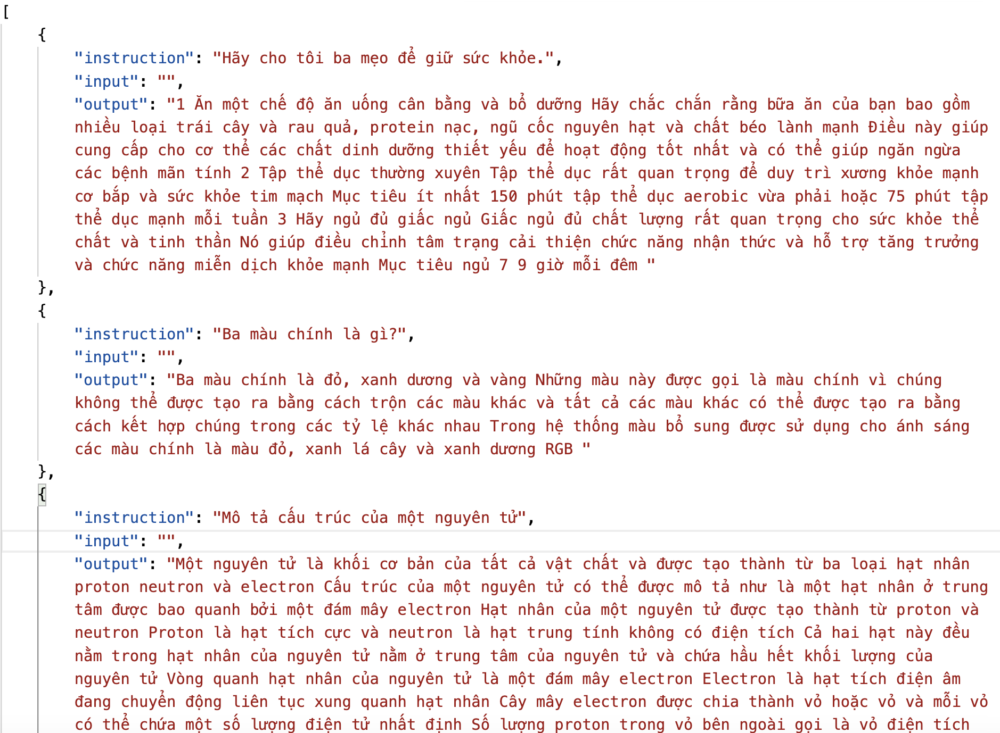 [
{
"instruction": "Hãy cho tôi ba mẹo để giữ sức khỏe.",
"input": "",
"output": "1 Ăn một chế độ ăn uống cân bằng và bổ dưỡng Hãy chắc chắn rằng bữa ăn của bạn bao gồm
nhiều loại trái cây và rau quả, protein nạc, ngũ cốc nguyên hạt và chất béo lành mạnh Điều này giúp
cung cấp cho cơ thể các chất dinh dưỡng thiết yếu để hoạt động tốt nhất và có thể giúp ngăn ngừa
các bệnh mãn tính 2 Tập thể dục thường xuyên Tập thể dục rất quan trọng để duy trì xương khỏe mạnh
cơ bắp và sức khỏe tim mạch Mục tiêu ít nhất 150 phút tập thể dục aerobic vừa phải hoặc 75 phút tập
thể dục mạnh mỗi tuần 3 Hãy ngủ đủ giấc ngủ Giấc ngủ đủ chất lượng rất quan trọng cho sức khỏe thể
chất và tinh thần Nó giúp điều chỉnh tâm trạng cải thiện chức năng nhận thức và hỗ trợ tăng trưởng
và chức năng miễn dịch khỏe mạnh Mục tiêu ngủ 7 9 giờ mỗi đêm "
},
{
"instruction": "Ba màu chính là gì?",
"input": "",
"output": "Ba màu chính là đỏ, xanh dương và vàng Những màu này được gọi là màu chính vì chúng
không thể được tạo ra bằng cách trộn các màu khác và tất cả các màu khác có thể được tạo ra bằng
cách kết hợp chúng trong các tỷ lệ khác nhau Trong hệ thống màu bổ sung được sử dụng cho ánh sáng
các màu chính là màu đỏ, xanh lá cây và xanh dương RGB "
},
{
"instruction": "Mô tả cấu trúc của một nguyên tử",
"input": "",
"output": "Một nguyên tử là khối cơ bản của tất cả vật chất và được tạo thành từ ba loại hạt nhân
proton neutron và electron Cấu trúc của một nguyên tử có thể được mô tả như là một hạt nhân ở trung
tâm được bao quanh bởi một đám mây electron Hạt nhân của một nguyên tử được tạo thành từ proton và
neutron Proton là hạt tích cực và neutron là hạt trung tính không có điện tích Cả hai hạt này đều
nằm trong hạt nhân của nguyên tử nằm ở trung tâm của nguyên tử và chứa hầu hết khối lượng của
nguyên tử Vòng quanh hạt nhân của nguyên tử là một đám mây electron Electron là hạt tích điện âm
đang chuyển động liên tục xung quanh hạt nhân Cây mây electron được chia thành vỏ hoặc vỏ và mỗi vỏ
có thể chứa một số lượng điện tử nhất định Số lượng proton trong vỏ bên ngoài gọi là vỏ điện tích